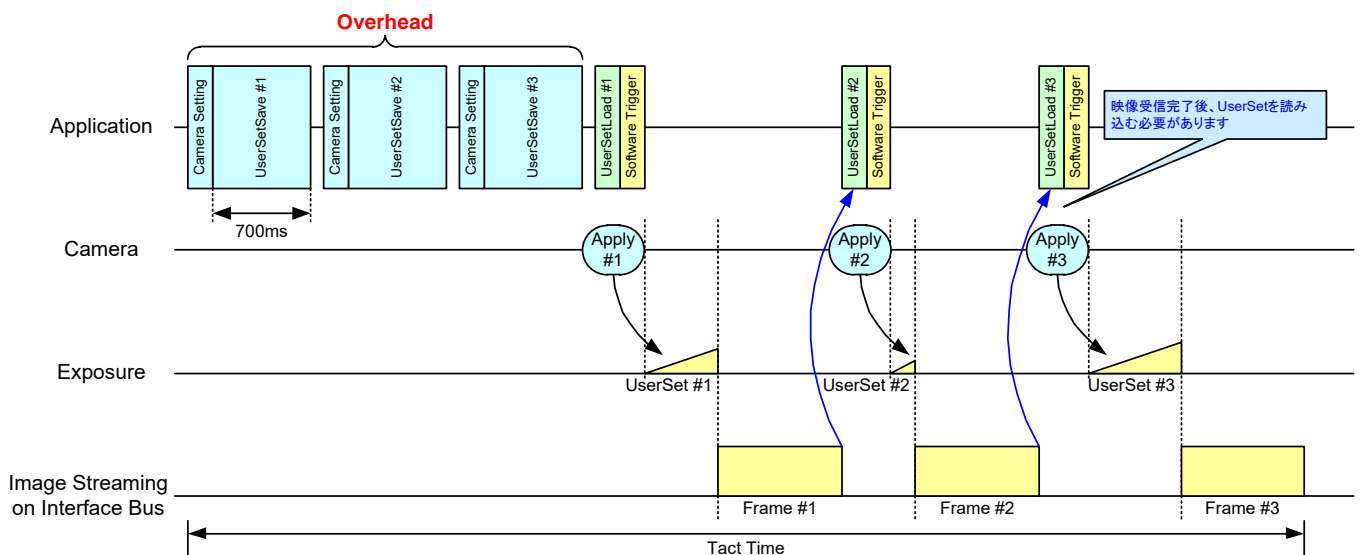 Overhead
Application
Camera Setting
UserSetSave #1
Camera Setting
UserSetSave #2
Camera Setting
UserSetSave #3
UserSetLoad #1
Software Trigger
UserSetLoad #2
Software Trigger
UserSetLoad #3
Software Trigger
映像受信完了後、UserSetを読み
込む必要があります
700ms
Camera
Apply
#1
Apply
#2
Apply
#3
Exposure
UserSet #1
UserSet #2
UserSet #3
Image Streaming
on Interface Bus
Frame #1
Frame #2
Frame #3
Tact Time